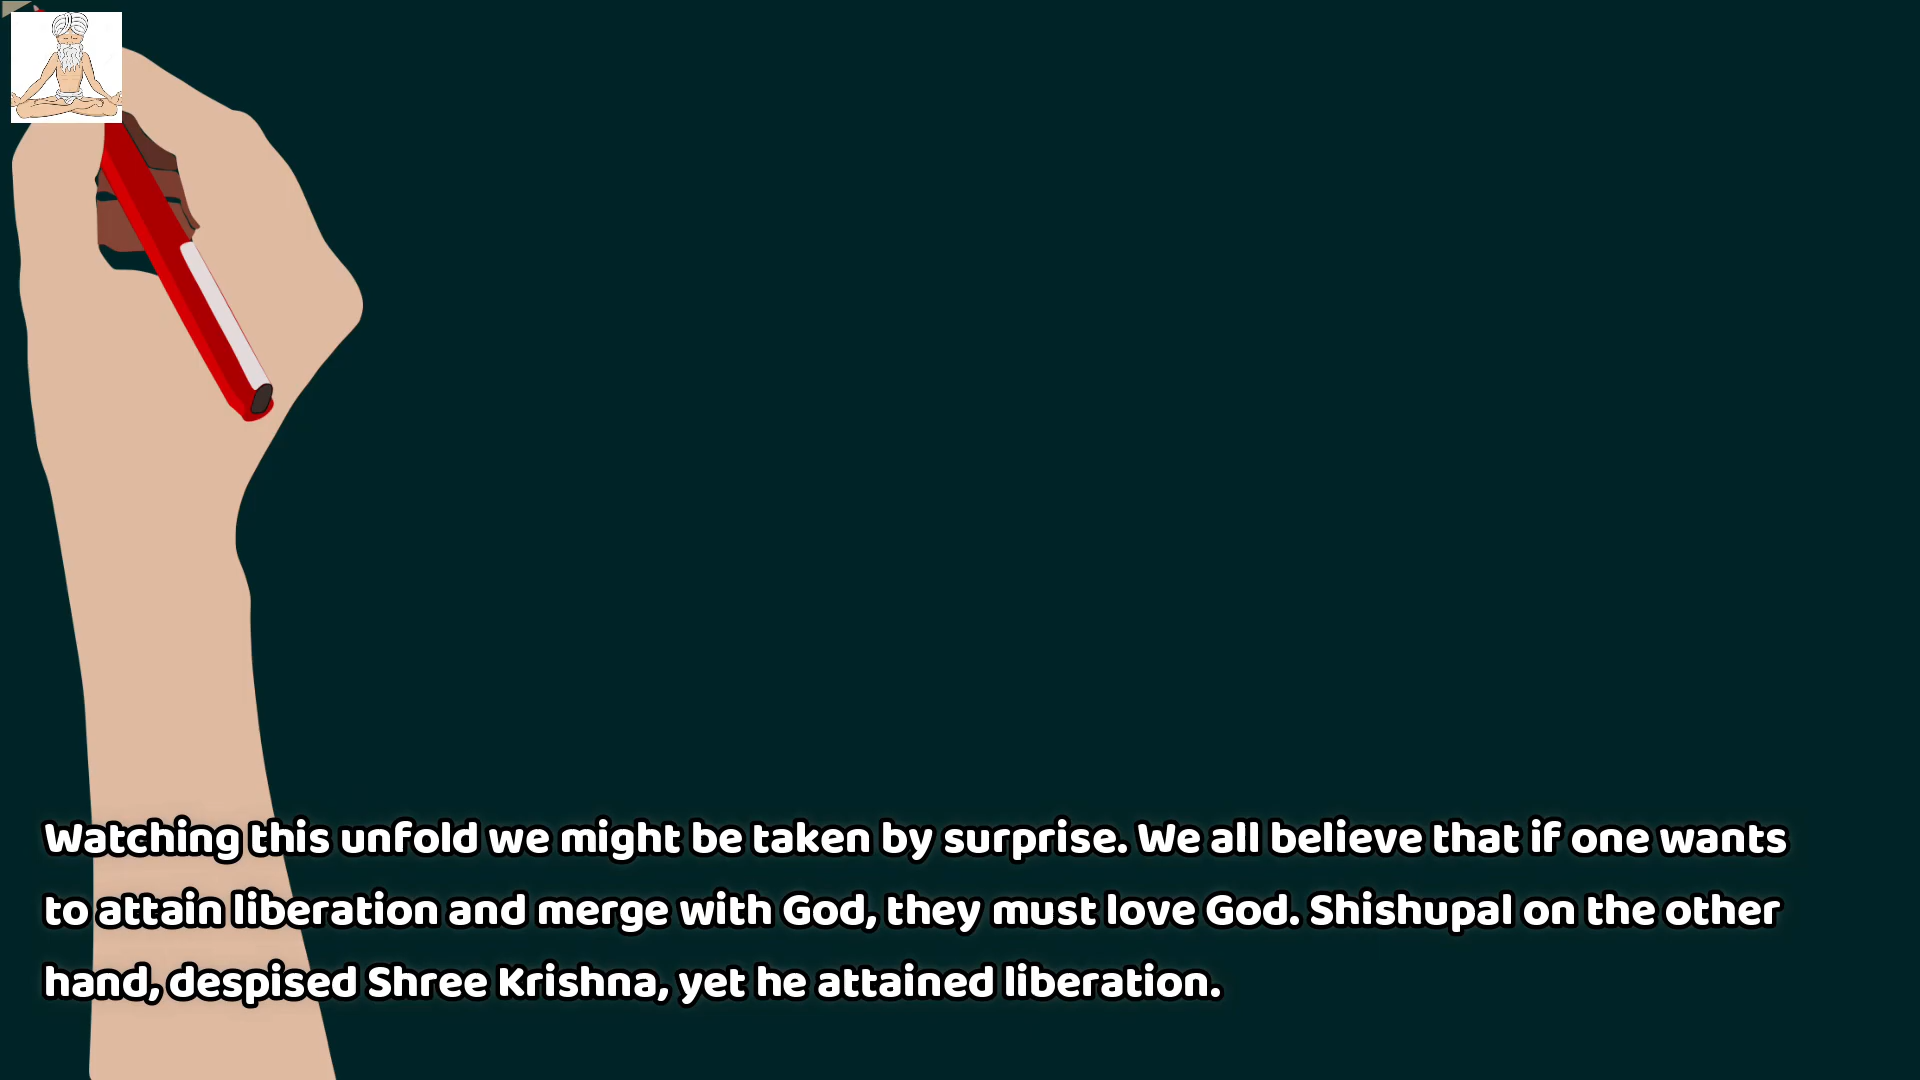 Watching this unfold we might be taken by surprise. We all believe that if one wants
to attain liberation and merge with God, they must love God. Shishupal on the other
hand, despised Shree Krishna, yet he attained liberation.